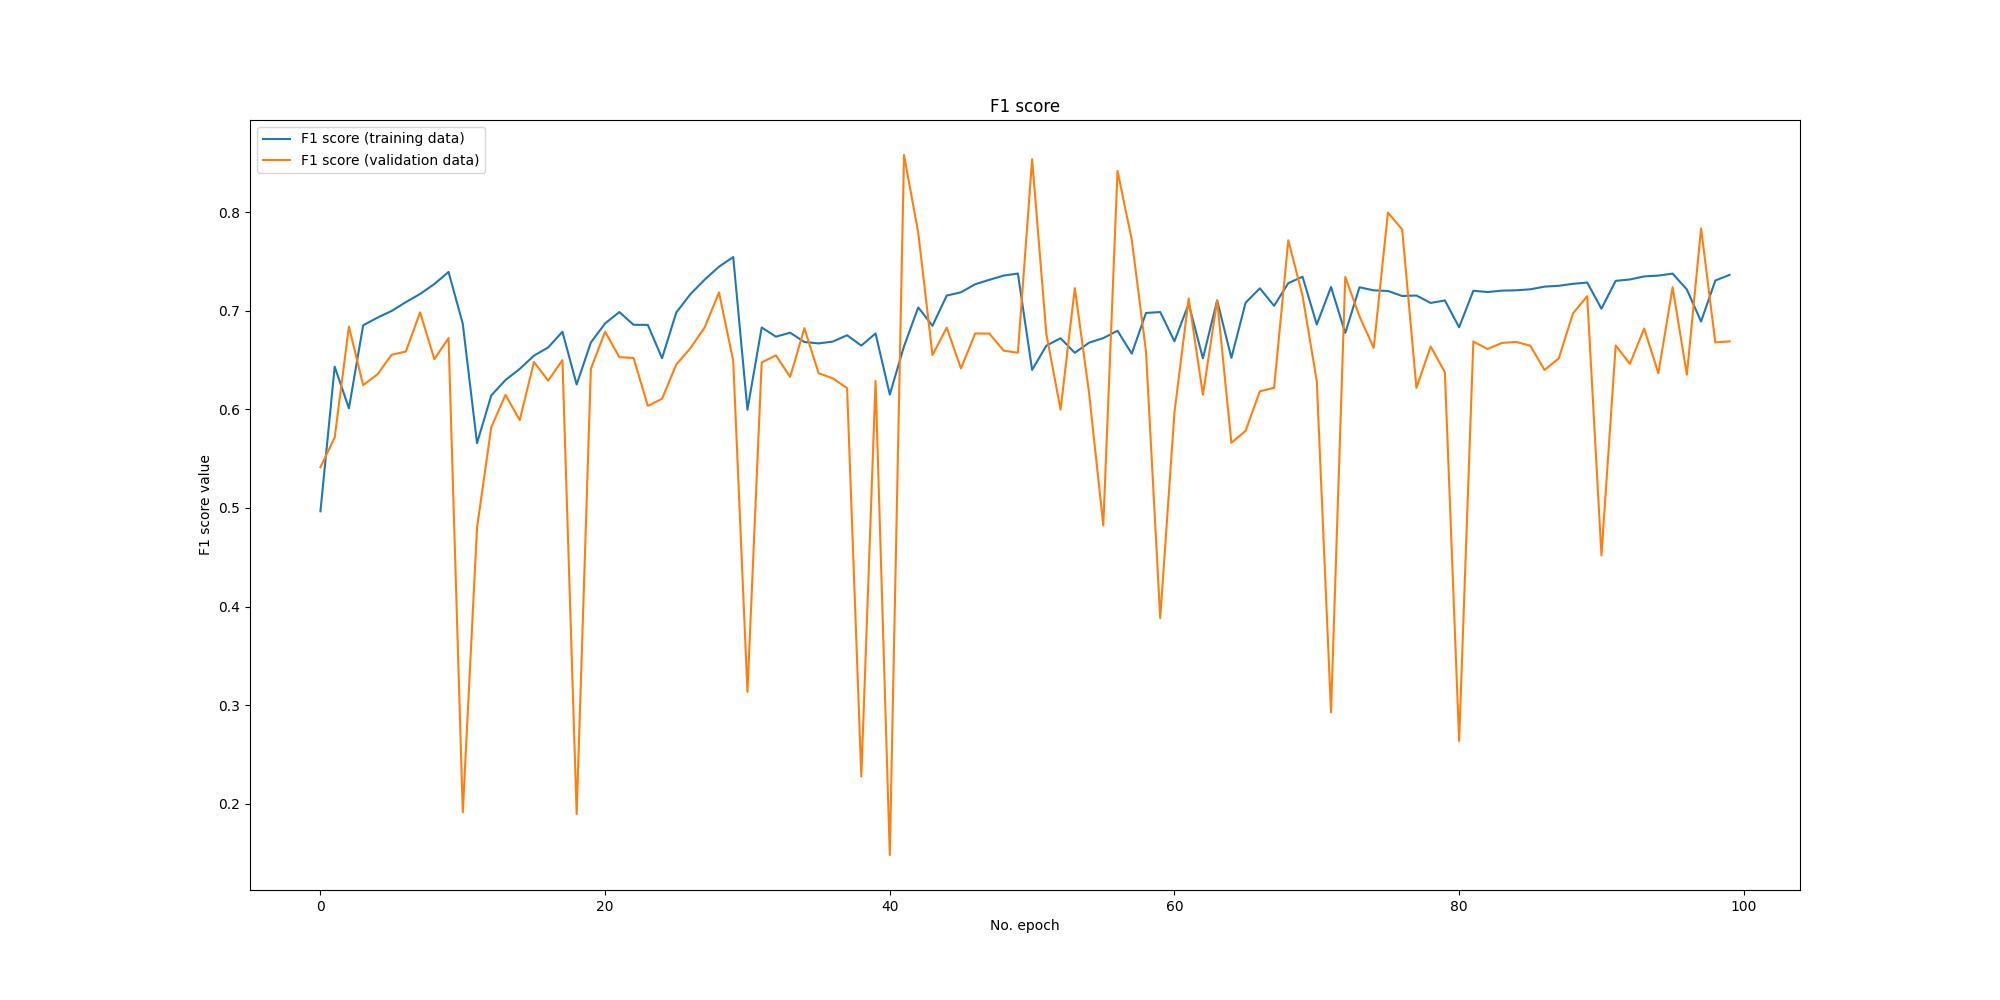 F1 score
F1 score (training data)
F1 score (validation data)
F1 score value
0.8
0.7
0.6
0.5
0.4
0.3
0.2
0 20 40 60 80 100
No. epoch